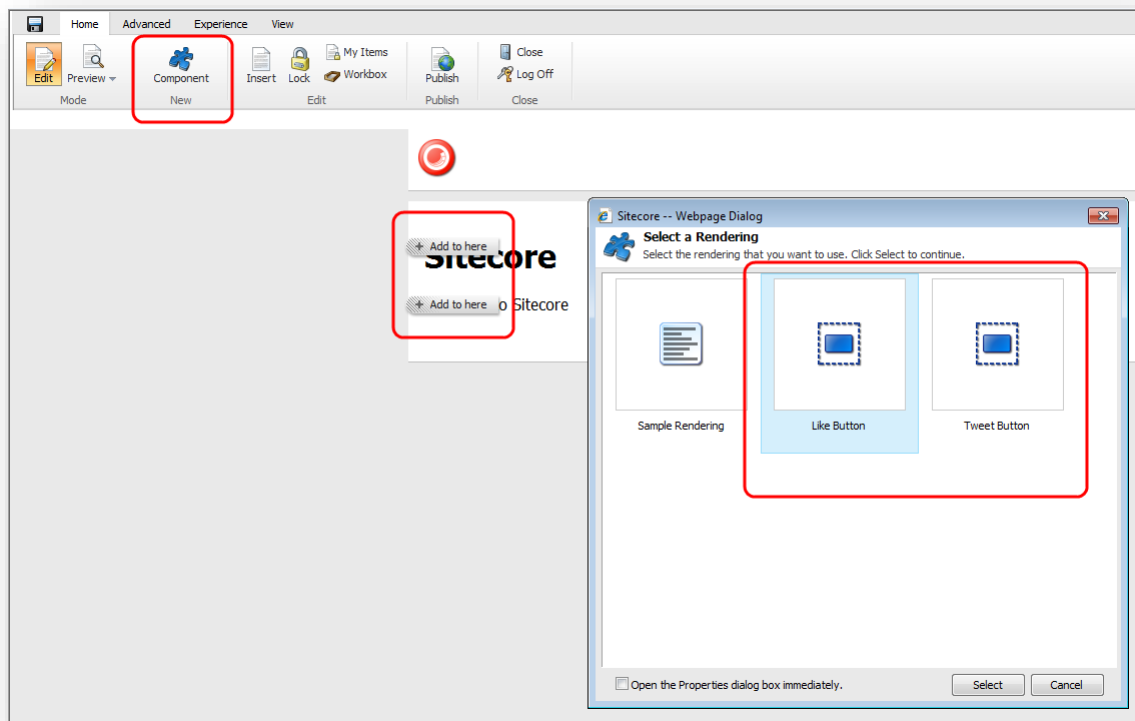 Home Advanced Experience View
Edit Preview Component Insert Lock My Items Workbox Publish Close Log Off
Mode New Edit Publish Close
Sitecore -- Webpage Dialog
Select a Rendering
Select the rendering that you want to use. Click Select to continue.
+ Add to here
Sitecore
+ Add to here o Sitecore
Sample Rendering Like Button Tweet Button
Open the Properties dialog box immediately. Select Cancel